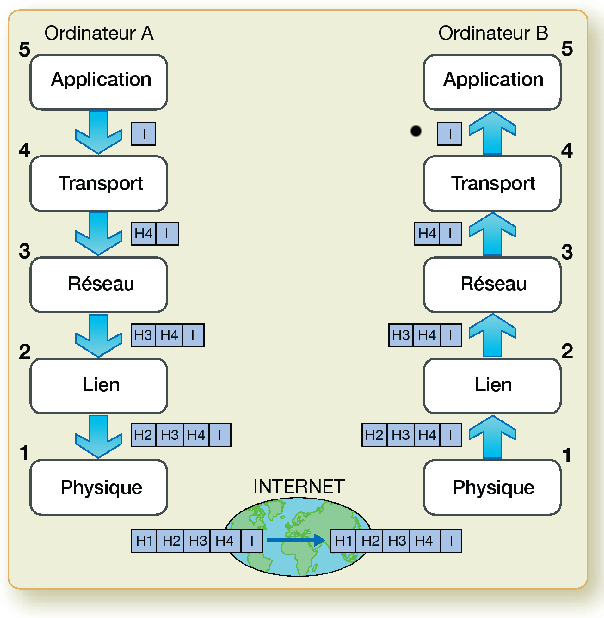 Ordinateur A
Ordinateur B
5
Application
5
Application
I
I
4
Transport
4
Transport
H4 I
H4 I
3
Réseau
3
Réseau
H3 H4 I
H3 H4 I
2
Lien
2
Lien
H2 H3 H4 I
H2 H3 H4 I
1
Physique
1
Physique
INTERNET
H1 H2 H3 H4 I
H1 H2 H3 H4 I